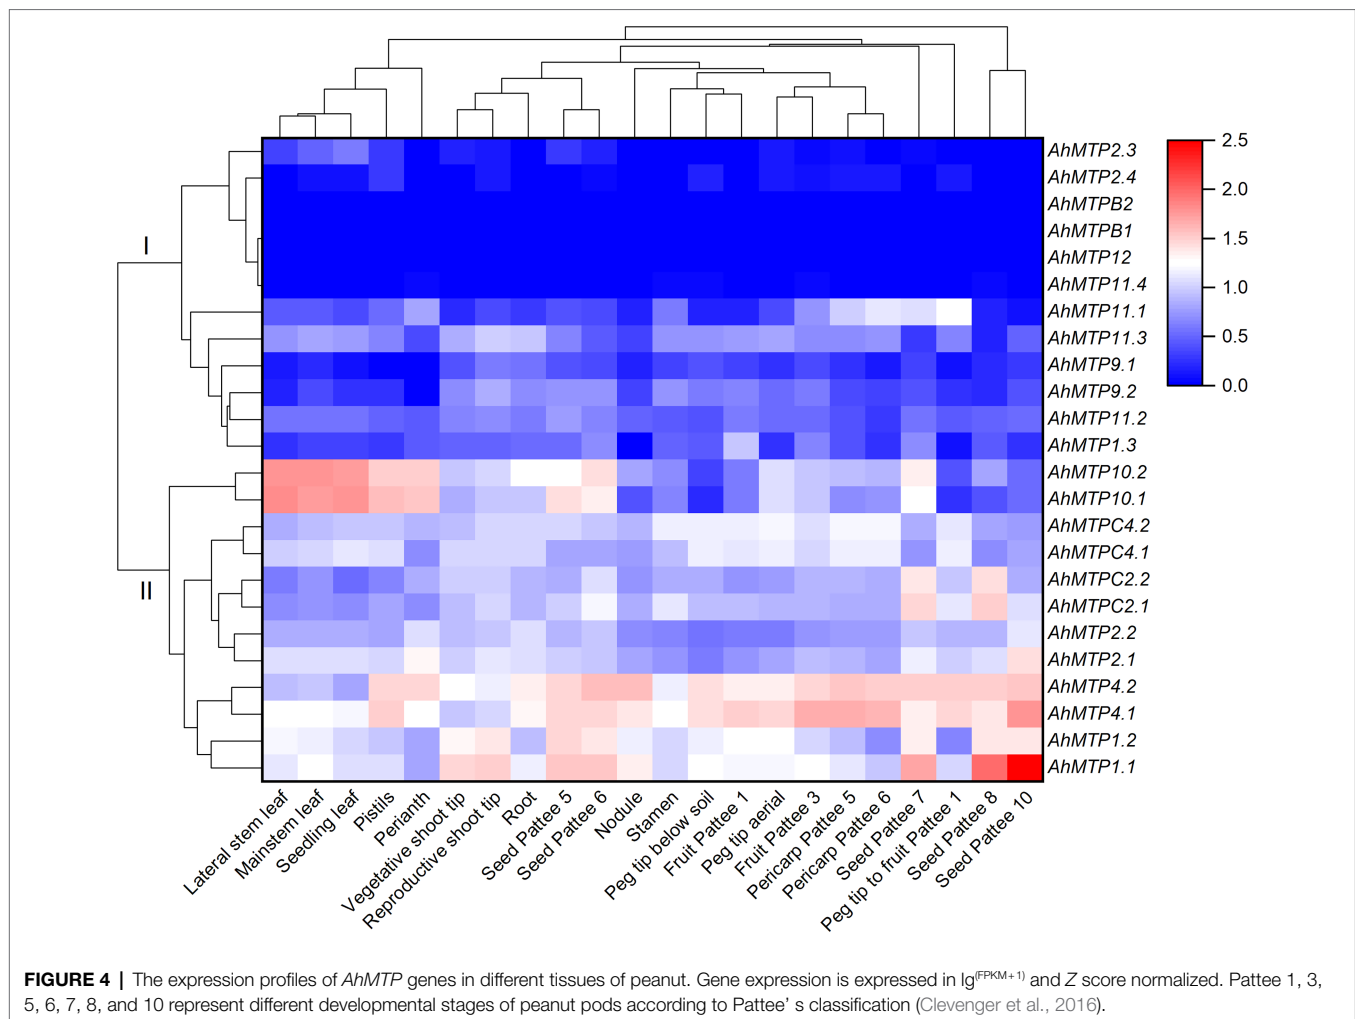 I
II
AhMTP2.3
AhMTP2.4
AhMTPB2
AhMTPB1
AhMTP12
AhMTP11.4
AhMTP11.1
AhMTP11.3
AhMTP9.1
AhMTP9.2
AhMTP11.2
AhMTP1.3
AhMTP10.2
AhMTP10.1
AhMTPC4.2
AhMTPC4.1
AhMTPC2.2
AhMTPC2.1
AhMTP2.2
AhMTP2.1
AhMTP4.2
AhMTP4.1
AhMTP1.2
AhMTP1.1
2.5
2.0
1.5
1.0
0.5
0.0
Lateral stem leaf
Mainstem leaf
Seedling leaf
Pistils
Perianth
Vegetative shoot tip
Reproductive shoot tip
Root
Seed Pattee 5
Seed Pattee 6
Nodule
Stamen
Peg tip below soil
Fruit Pattee 1
Peg tip aerial
Fruit Pattee 3
Pericarp Pattee 5
Pericarp Pattee 6
Seed Pattee 7
Peg tip to fruit Pattee 1
Seed Pattee 8
Seed Pattee 10
FIGURE 4 | The expression profiles of AhMTP genes in different tissues of peanut. Gene expression is expressed in lg(FPKM+1) and Z score normalized. Pattee 1, 3,
5, 6, 7, 8, and 10 represent different developmental stages of peanut pods according to Pattee' s classification (Clevenger et al., 2016).